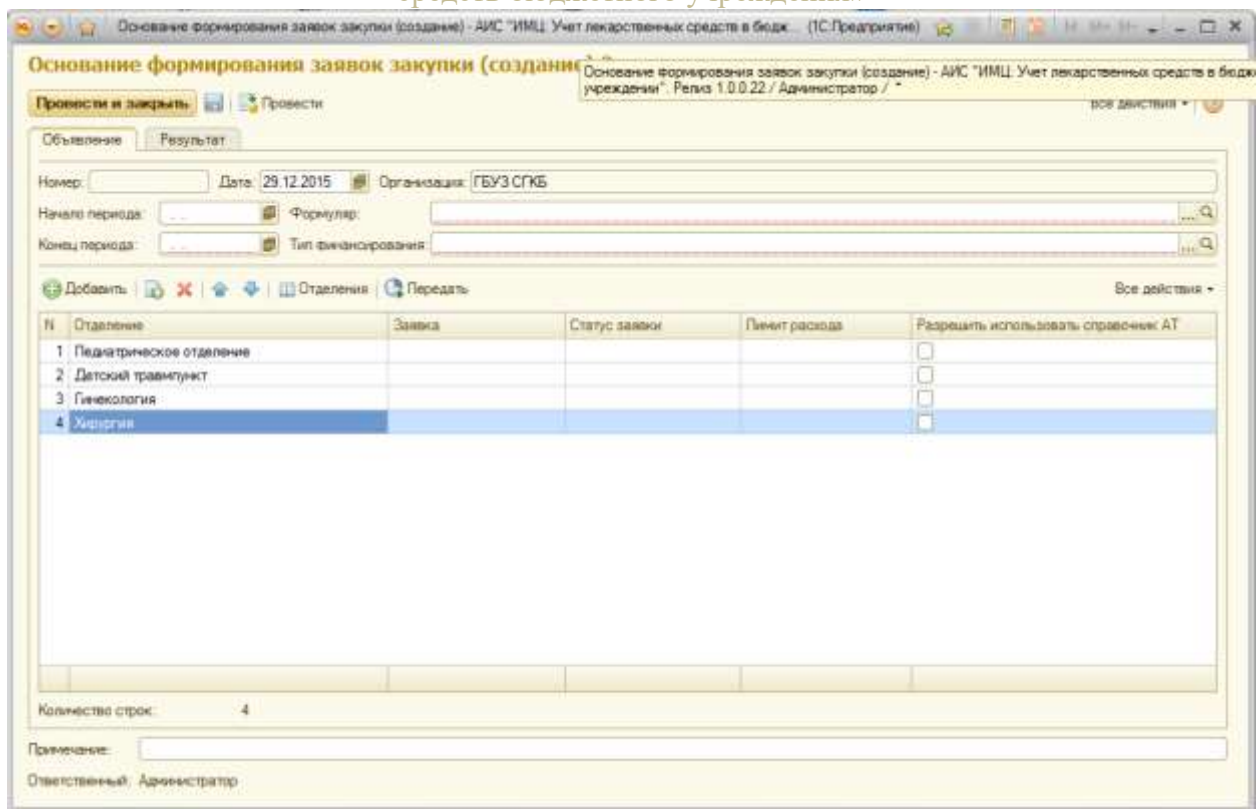 средств бюджетного учреждения»
Основание формирования заявок закупки (создание) - АИС "ИМЦ: Учет лекарственных средств в бюдж... (1С:Предприятие)
M M+ M-
Основание формирования заявок закупки (создание)
Основание формирования заявок закупки (создание) - АИС "ИМЦ: Учет лекарственных средств в бюдж
учреждении". Релиз 1.0.0.22 / Администратор /
Провести и закрыть Провести Все действия
Объявление Результат
Номер: Дата: 29.12.2015 Организация: ГБУЗ СГКБ
Начало периода: . . Формуляр: ...
Конец периода: . . Тип финансирования: ...
Добавить Отделения Передать Все действия
N Отделение Заявка Статус заявки Лимит расхода Разрешить использовать справочник АТ
1 Педиатрическое отделение
2 Детский травмпункт
3 Гинекология
4 Хирургия
Количество строк: 4
Примечание:
Ответственный: Администратор